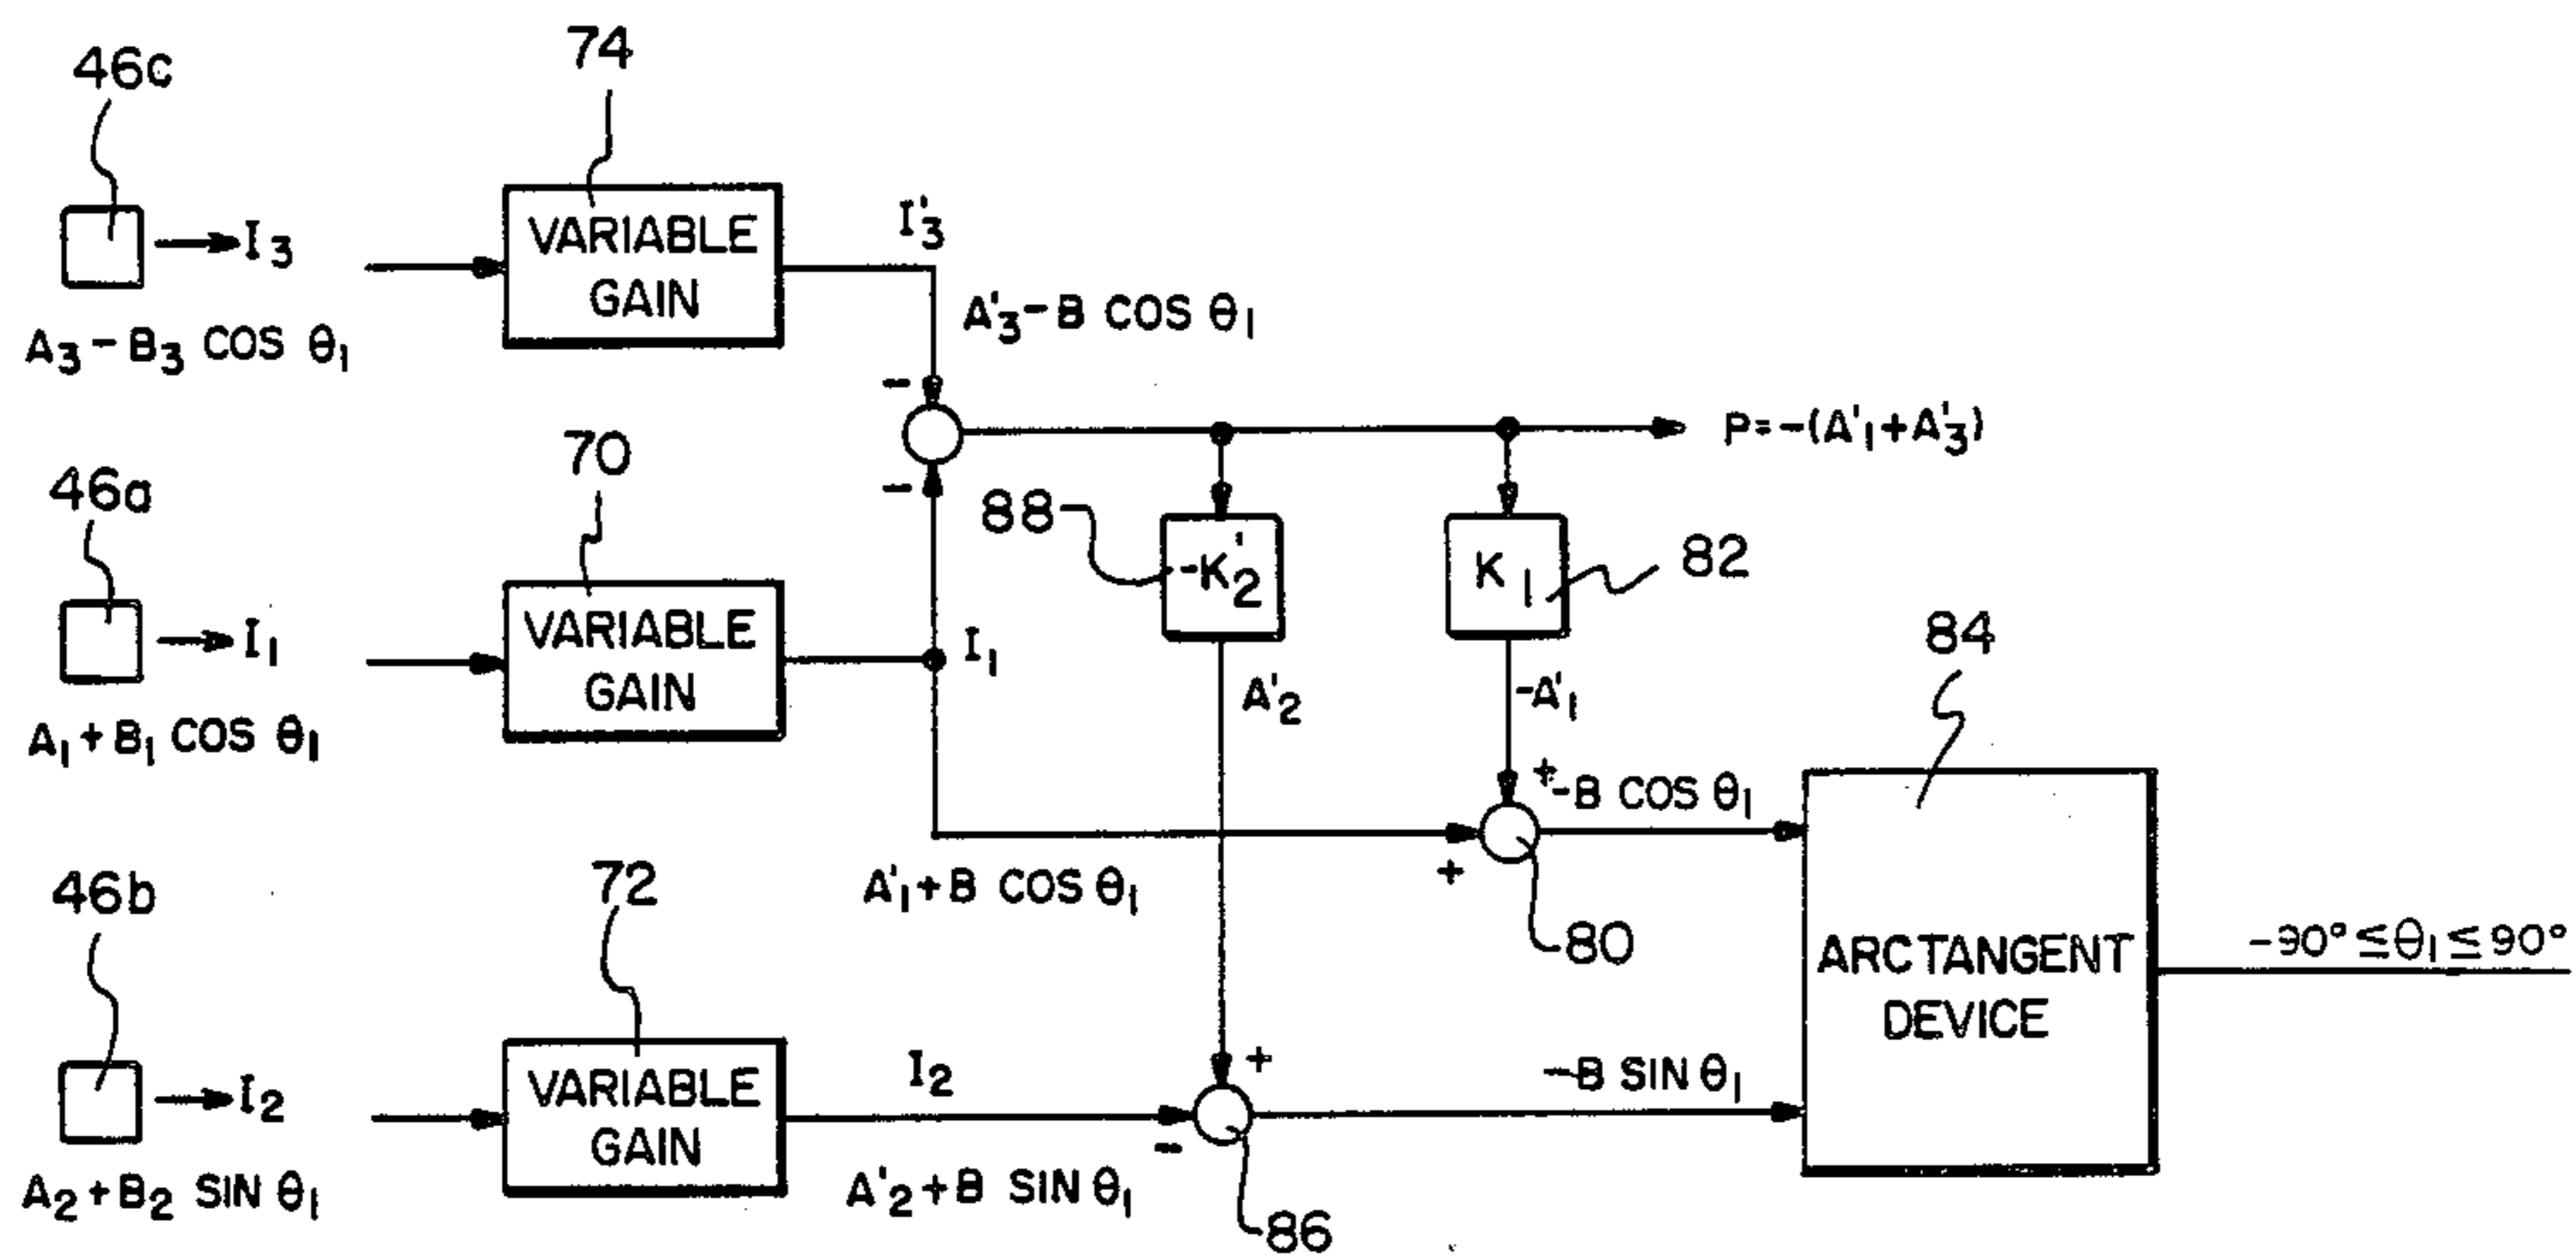 46c
I3
A3 - B3 COS θ1
74
VARIABLE
GAIN
I'3
A'3 - B COS θ1
-
-
P=-(A'1+A'3)
46a
I1
A1 + B1 COS θ1
70
VARIABLE
GAIN
I1
88
-K'2
A'2
K1
82
-A'1
+
-B COS θ1
A'1 + B COS θ1
+
80
84
ARCTANGENT
DEVICE
-90° ≤ θ1 ≤ 90°
46b
I2
A2 + B2 SIN θ1
72
VARIABLE
GAIN
I2
A'2 + B SIN θ1
+
-
86
-B SIN θ1